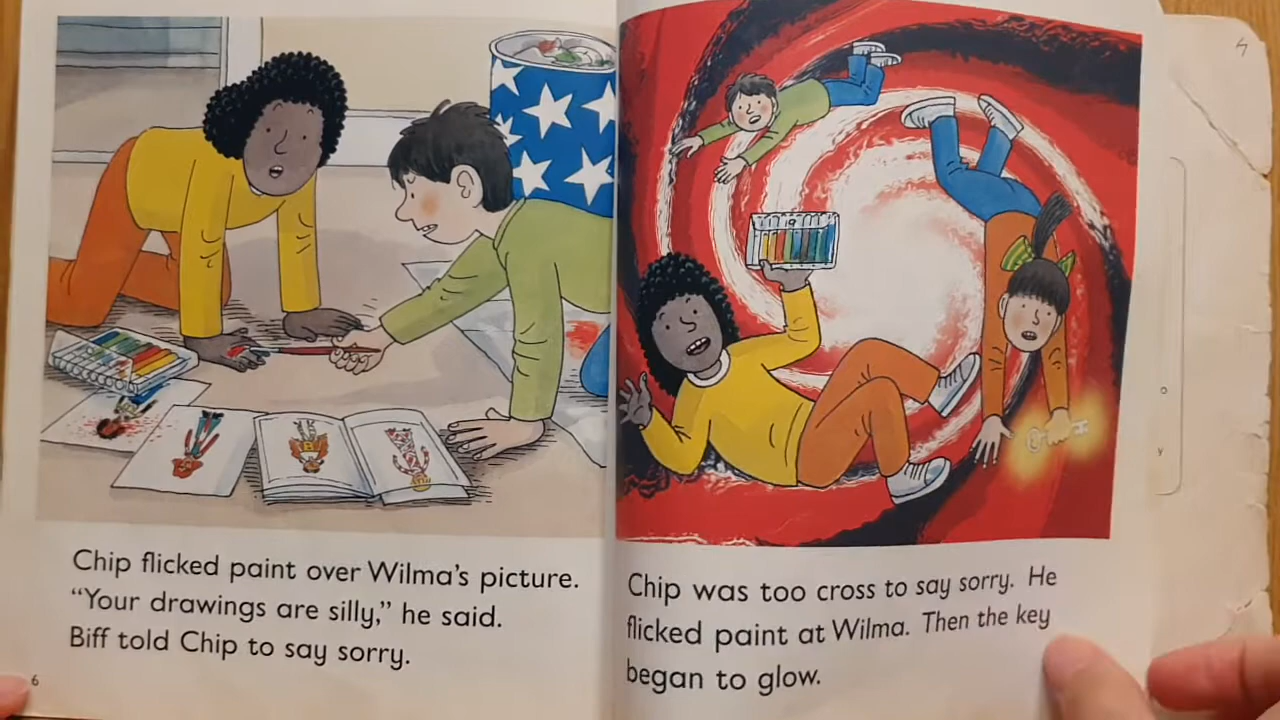 Chip flicked paint over Wilma's picture.
“Your drawings are silly,” he said.
Biff told Chip to say sorry.
6
Chip was too cross to say sorry. He
flicked paint at Wilma. Then the key
began to glow.